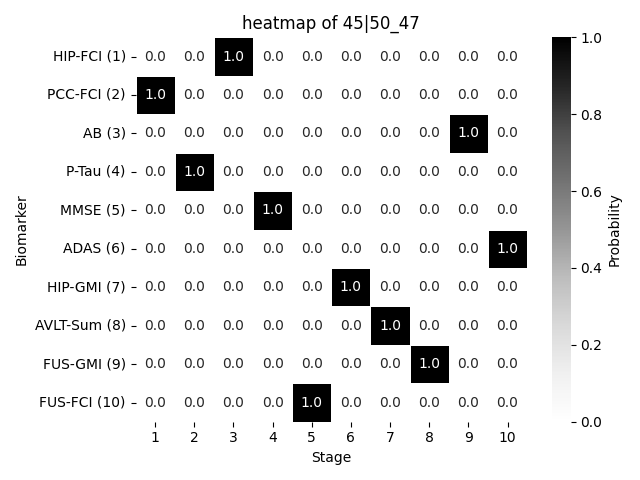 heatmap of 45|50_47
HIP-FCI (1) 0.0 0.0 1.0 0.0 0.0 0.0 0.0 0.0 0.0 0.0
PCC-FCI (2) 1.0 0.0 0.0 0.0 0.0 0.0 0.0 0.0 0.0 0.0
AB (3) 0.0 0.0 0.0 0.0 0.0 0.0 0.0 0.0 1.0 0.0
P-Tau (4) 0.0 1.0 0.0 0.0 0.0 0.0 0.0 0.0 0.0 0.0
MMSE (5) 0.0 0.0 0.0 1.0 0.0 0.0 0.0 0.0 0.0 0.0
ADAS (6) 0.0 0.0 0.0 0.0 0.0 0.0 0.0 0.0 0.0 1.0
HIP-GMI (7) 0.0 0.0 0.0 0.0 0.0 1.0 0.0 0.0 0.0 0.0
AVLT-Sum (8) 0.0 0.0 0.0 0.0 0.0 0.0 1.0 0.0 0.0 0.0
FUS-GMI (9) 0.0 0.0 0.0 0.0 0.0 0.0 0.0 1.0 0.0 0.0
FUS-FCI (10) 0.0 0.0 0.0 0.0 1.0 0.0 0.0 0.0 0.0 0.0
1 2 3 4 5 6 7 8 9 10
Stage
Biomarker
1.0
0.8
0.6
0.4
0.2
0.0
Probability